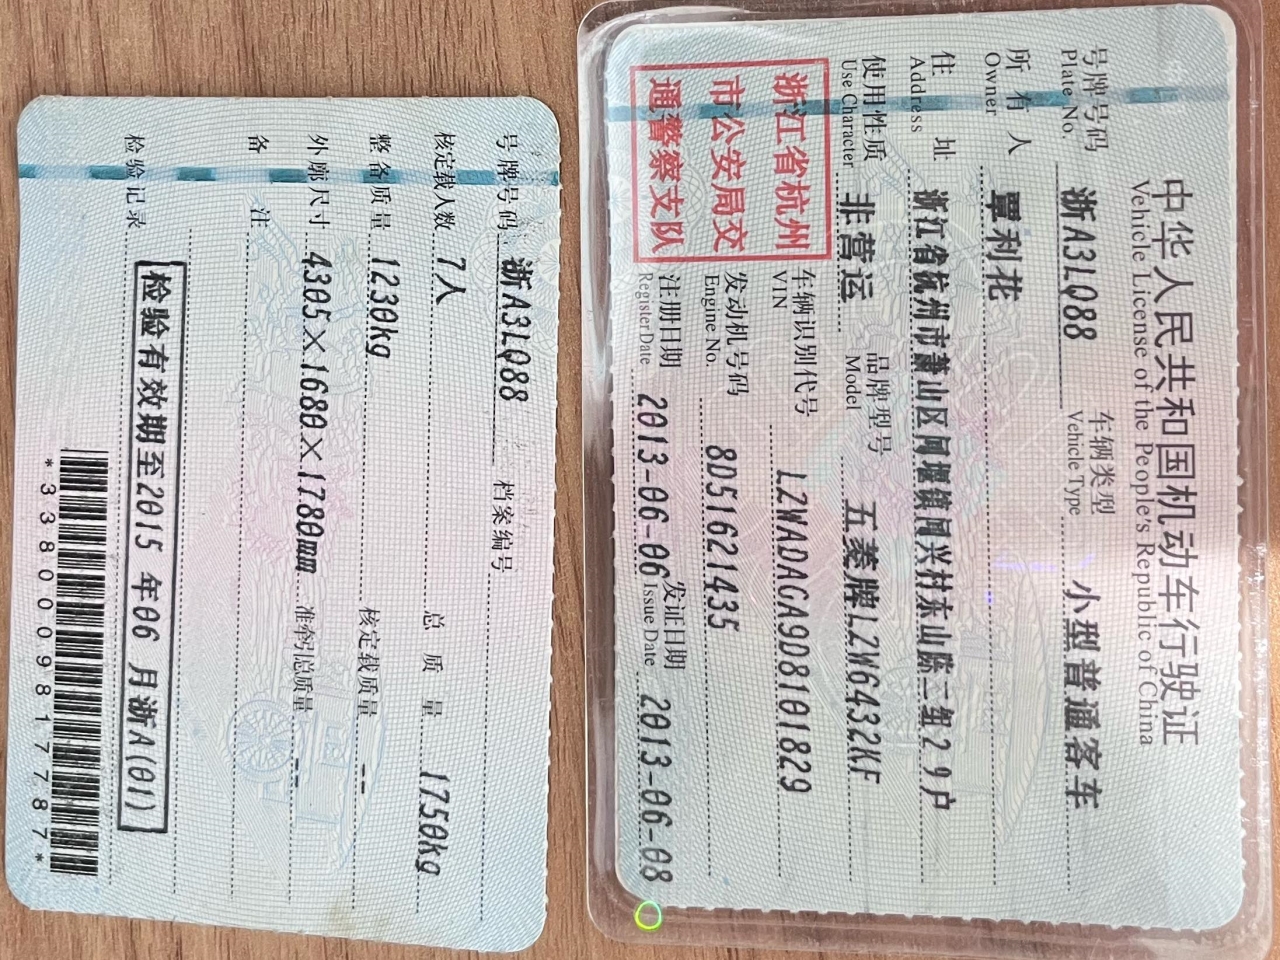 中华人民共和国机动车行驶证
Vehicle License of the People's Republic of China
号牌号码 浙A3LQ88 车辆类型 小型普通客车
Plate No. Vehicle Type
所有人 覃利花
Owner
住址 浙江省杭州市萧山区闻堰镇闻兴村东山陈二组29户
Address
使用性质 非营运 品牌型号 五菱牌LZW6432KF
Use Character Model
浙江省杭州
市公安局交
通警察支队
车辆识别代号 LZWADAGA9D8101829
VIN
发动机号码 8D51621435
Engine No.
注册日期 2013-06-06 发证日期 2013-06-08
Register Date Issue Date
号牌号码 浙A3LQ88 档案编号
核定载人数 7人 总质量 1750kg
整备质量 1230kg 核定载质量 --
外廓尺寸 4305×1680×1780mm 准牵引总质量 --
备注
检验记录 检验有效期至2015 年06 月浙A(01)
*3380009817787*